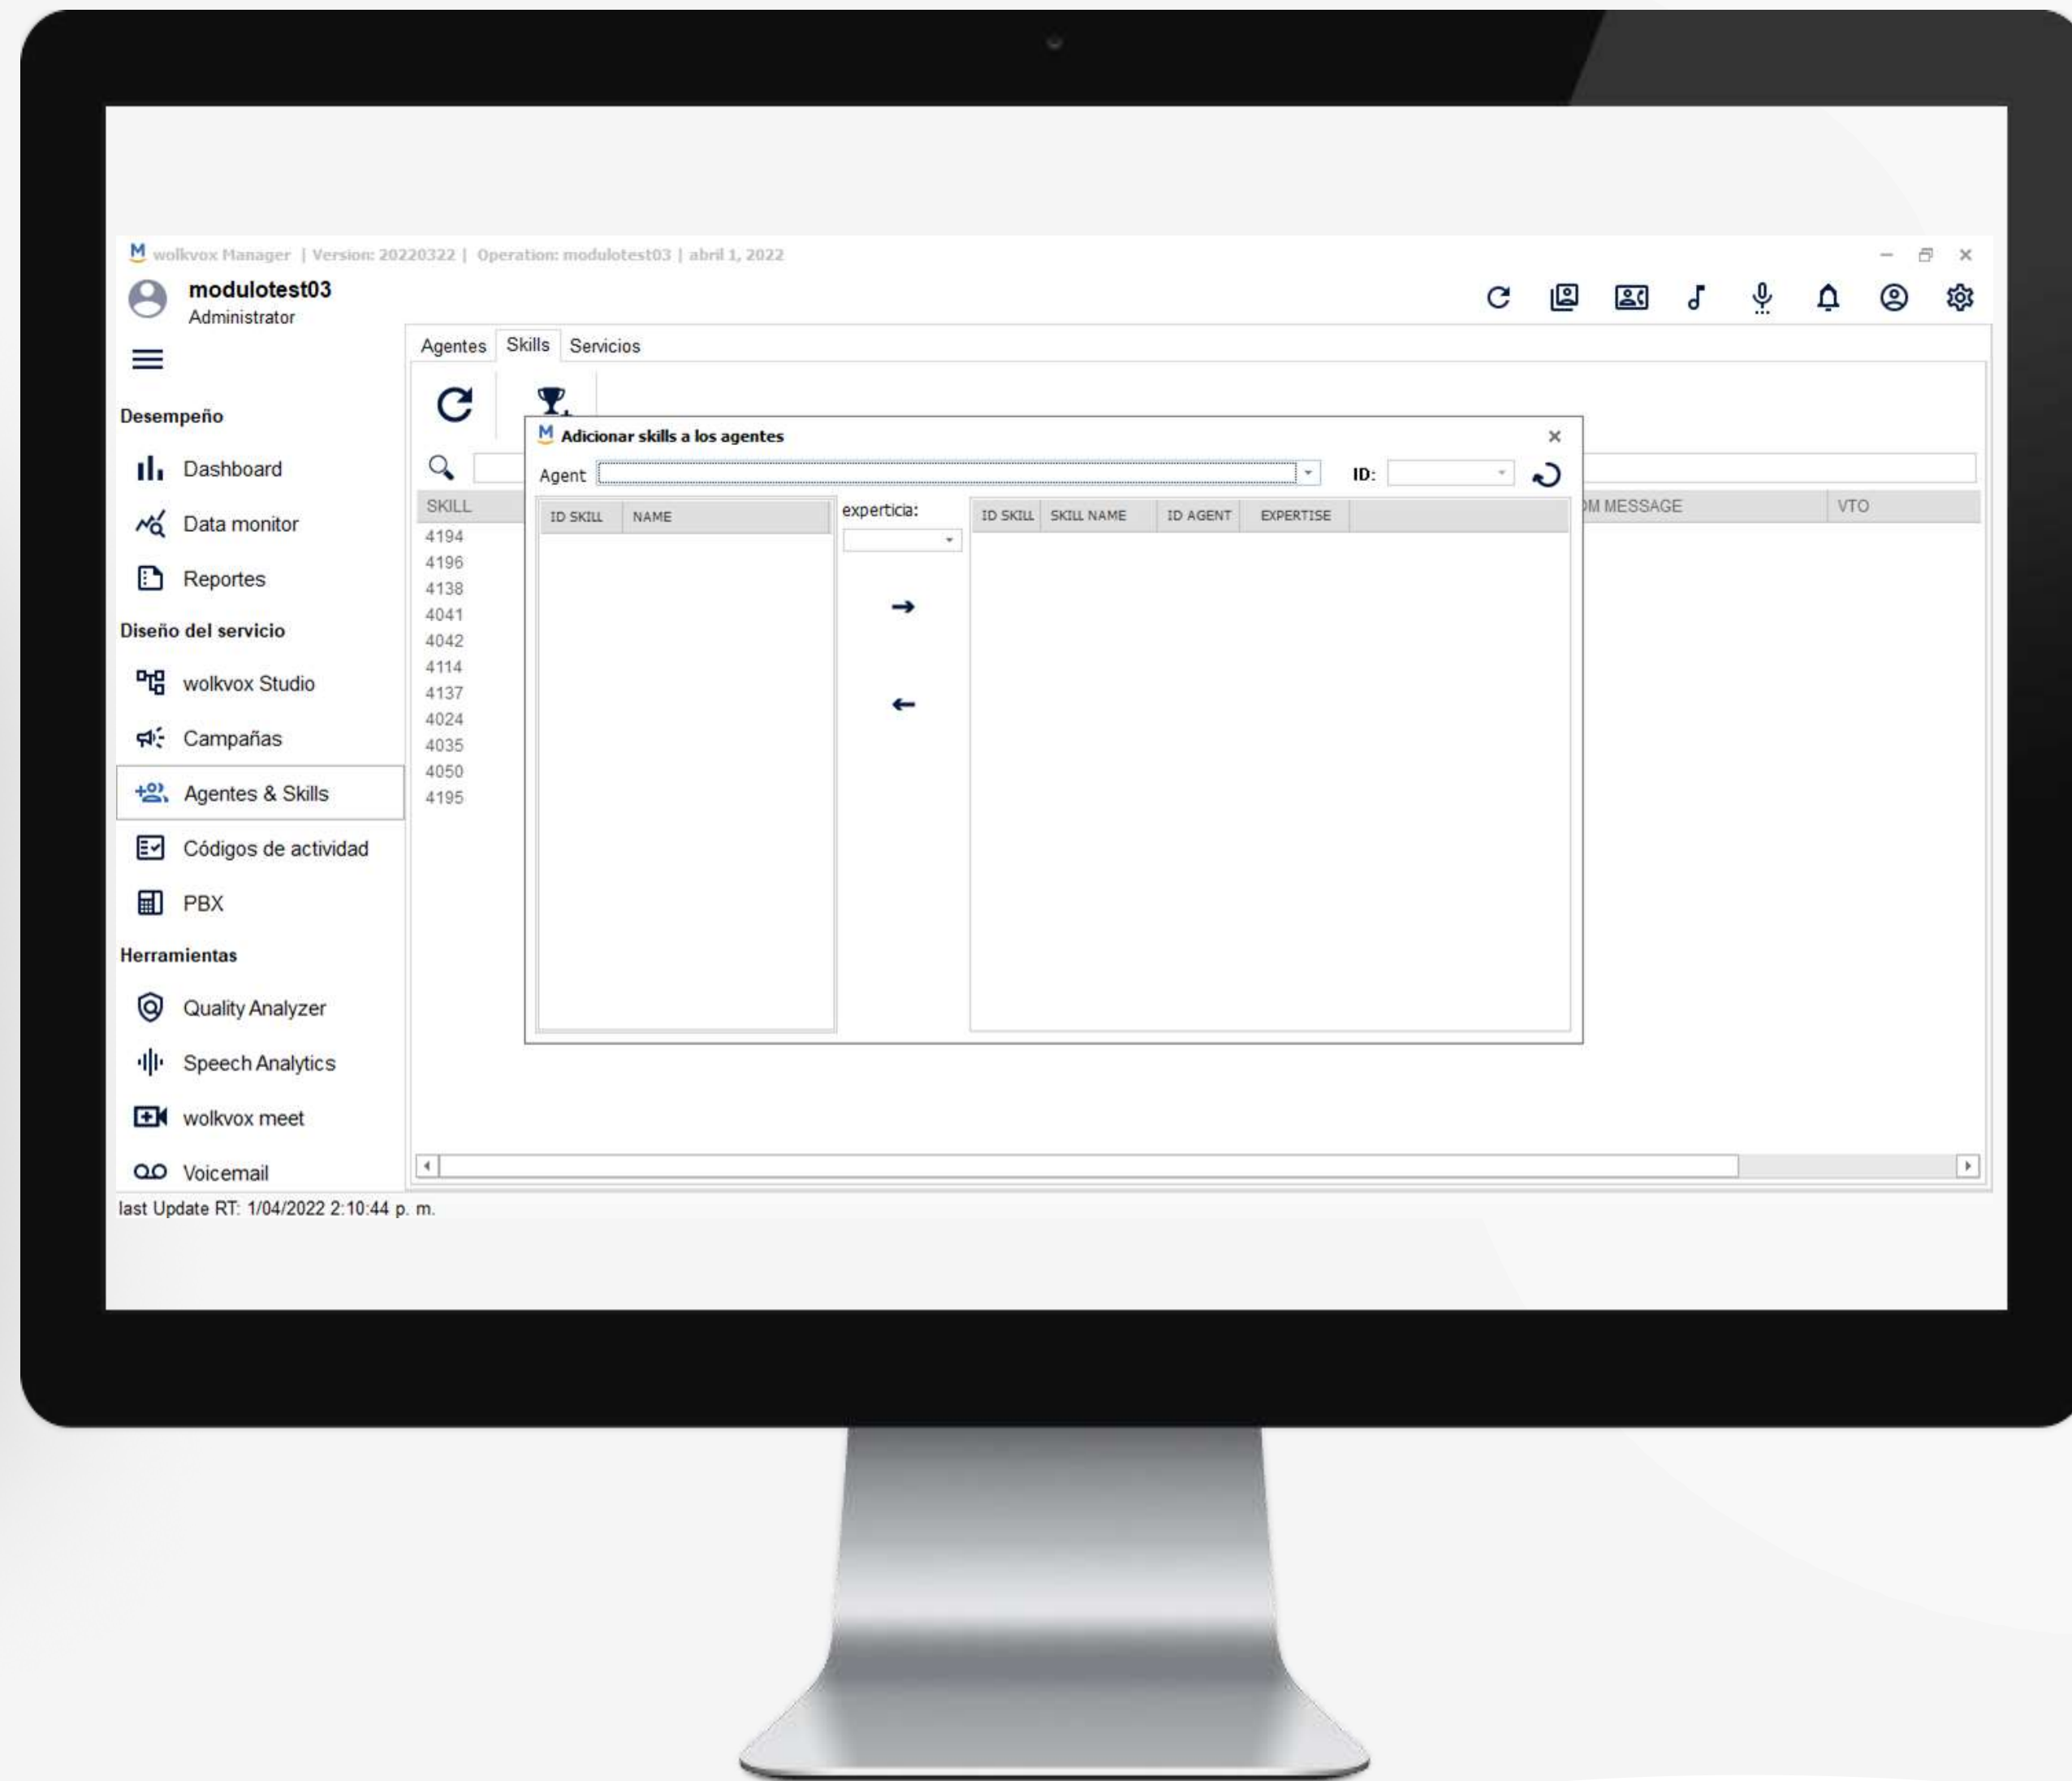 M wolkvox Manager | Version: 20220322 | Operation: modulotest03 | abril 1, 2022
modulotest03
Administrator
Desempeño
Dashboard
Data monitor
Reportes
Diseño del servicio
wolkvox Studio
Campañas
Agentes & Skills
Códigos de actividad
PBX
Herramientas
Quality Analyzer
Speech Analytics
wolkvox meet
Voicemail
last Update RT: 1/04/2022 2:10:44 p. m.
Agentes Skills Servicios
SKILL
4194
4196
4138
4041
4042
4114
4137
4024
4035
4050
4195
M Adicionar skills a los agentes
Agent ID:
ID SKILL NAME
experticia:
ID SKILL SKILL NAME ID AGENT EXPERTISE
MESSAGE VTO